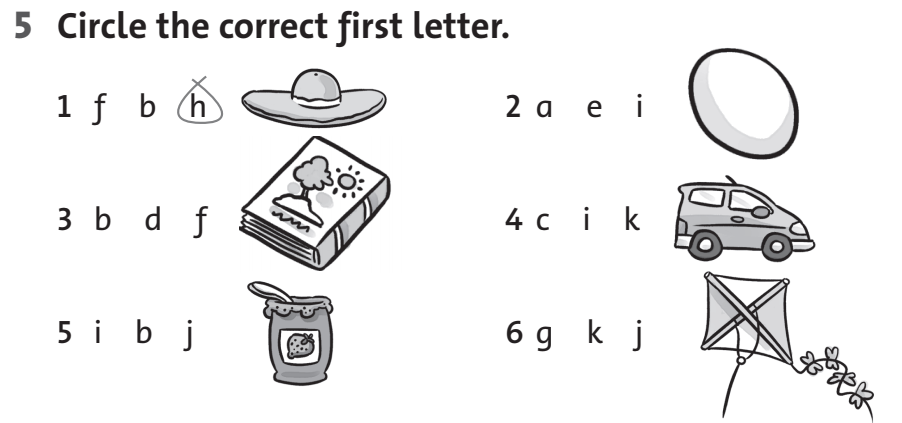 5 Circle the correct first letter.
1 f b h
2 a e i
3 b d f
4 c i k
5 i b j
6 g k j